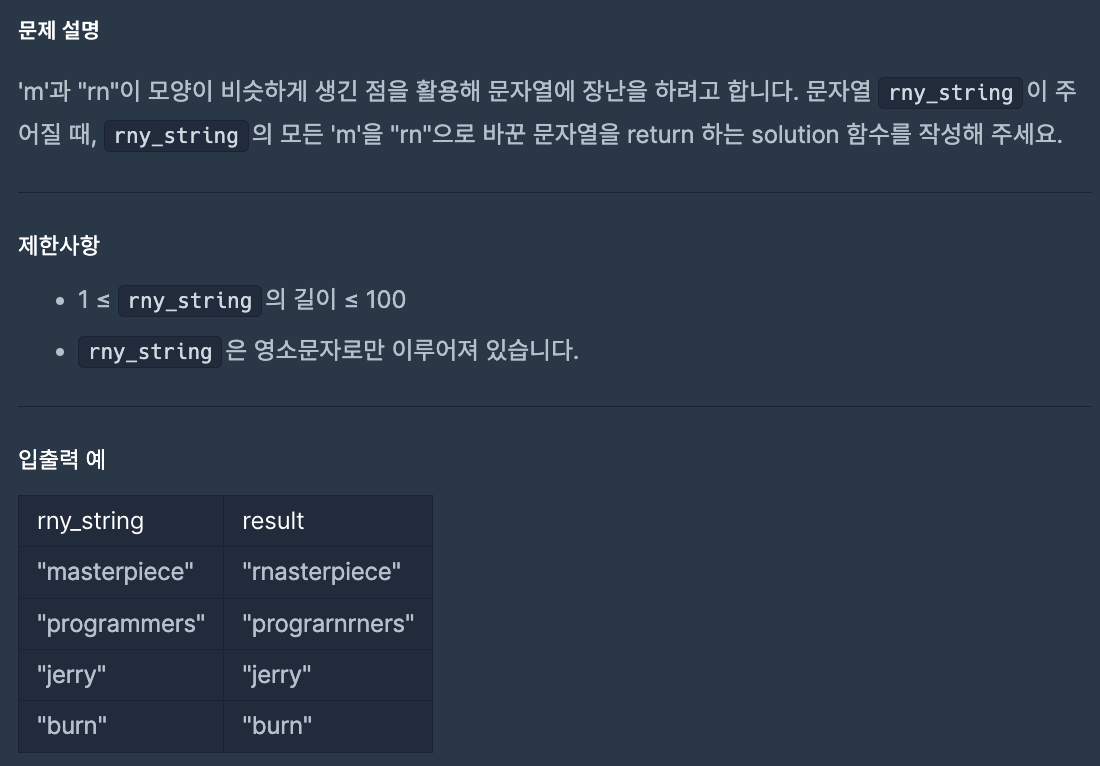 문제 설명
'm'과 "rn"이 모양이 비슷하게 생긴 점을 활용해 문자열에 장난을 하려고 합니다. 문자열 rny_string 이 주
어질 때, rny_string 의 모든 'm'을 "rn"으로 바꾼 문자열을 return 하는 solution 함수를 작성해 주세요.
제한사항
• 1 ≤ rny_string 의 길이 ≤ 100
• rny_string 은 영소문자로만 이루어져 있습니다.
입출력 예
rny_string result
"masterpiece" "rnasterpiece"
"programmers" "prograrnrners"
"jerry" "jerry"
"burn" "burn"